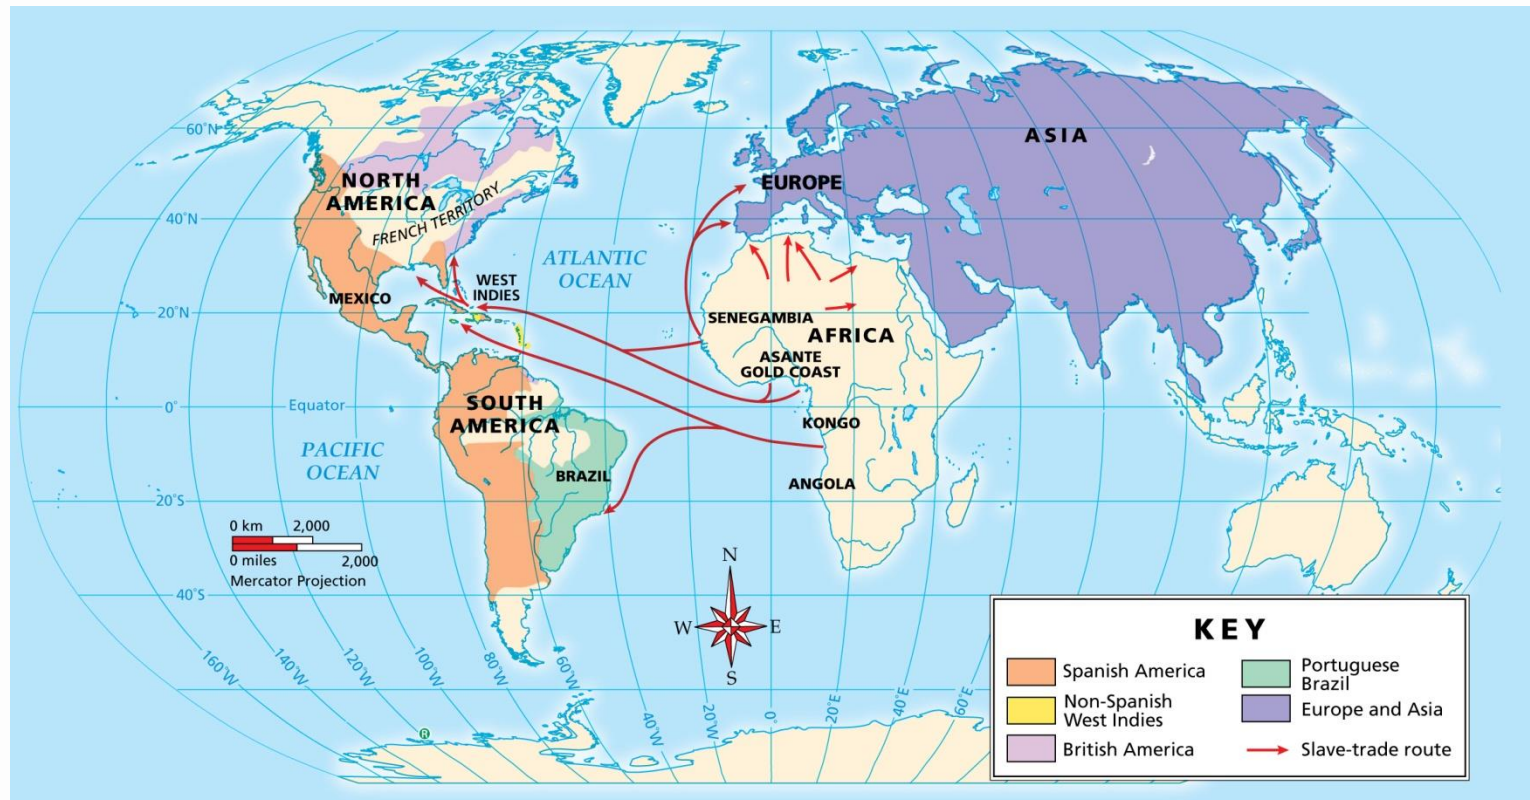 ASIA
60°N
NORTH
AMERICA
EUROPE
FRENCH TERRITORY
40°N
ATLANTIC
OCEAN
WEST
INDIES
MEXICO
20°N
SENEGAMBIA
AFRICA
ASANTE
GOLD COAST
SOUTH
AMERICA
0°
Equator
KONGO
PACIFIC
OCEAN
BRAZIL
ANGOLA
20°S
0 km 2,000
0 miles 2,000
Mercator Projection
N
W E
S
40°S
160°W
140°W
120°W
100°W
80°W
60°W
40°W
20°W
0°
20°E
40°E
60°E
R
KEY
Spanish America
Non-Spanish
West Indies
British America
Portuguese
Brazil
Europe and Asia
Slave-trade route